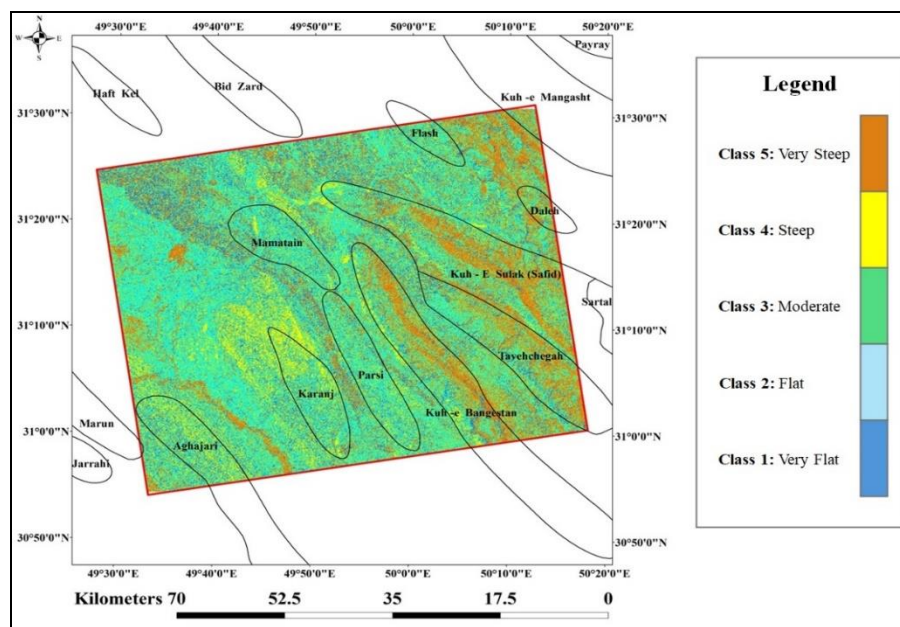 49°30'0"E 49°40'0"E 49°50'0"E 50°0'0"E 50°10'0"E 50°20'0"E
N
W E
S
Payray
Haft Kel
Bid Zard
Kuh -e Mangasht
31°30'0"N
31°30'0"N
Flash
31°20'0"N
31°20'0"N
Daleh
Mamatain
Kuh - E Sulak (Safid)
Sartal
31°10'0"N
31°10'0"N
Tayehchegah
Karanj
Parsi
Kuh -e Bangestan
Marun
31°0'0"N
31°0'0"N
Aghajari
Jarrahi
30°50'0"N
30°50'0"N
49°30'0"E 49°40'0"E 49°50'0"E 50°0'0"E 50°10'0"E 50°20'0"E
Kilometers 70 52.5 35 17.5 0
Legend
Class 5: Very Steep
Class 4: Steep
Class 3: Moderate
Class 2: Flat
Class 1: Very Flat